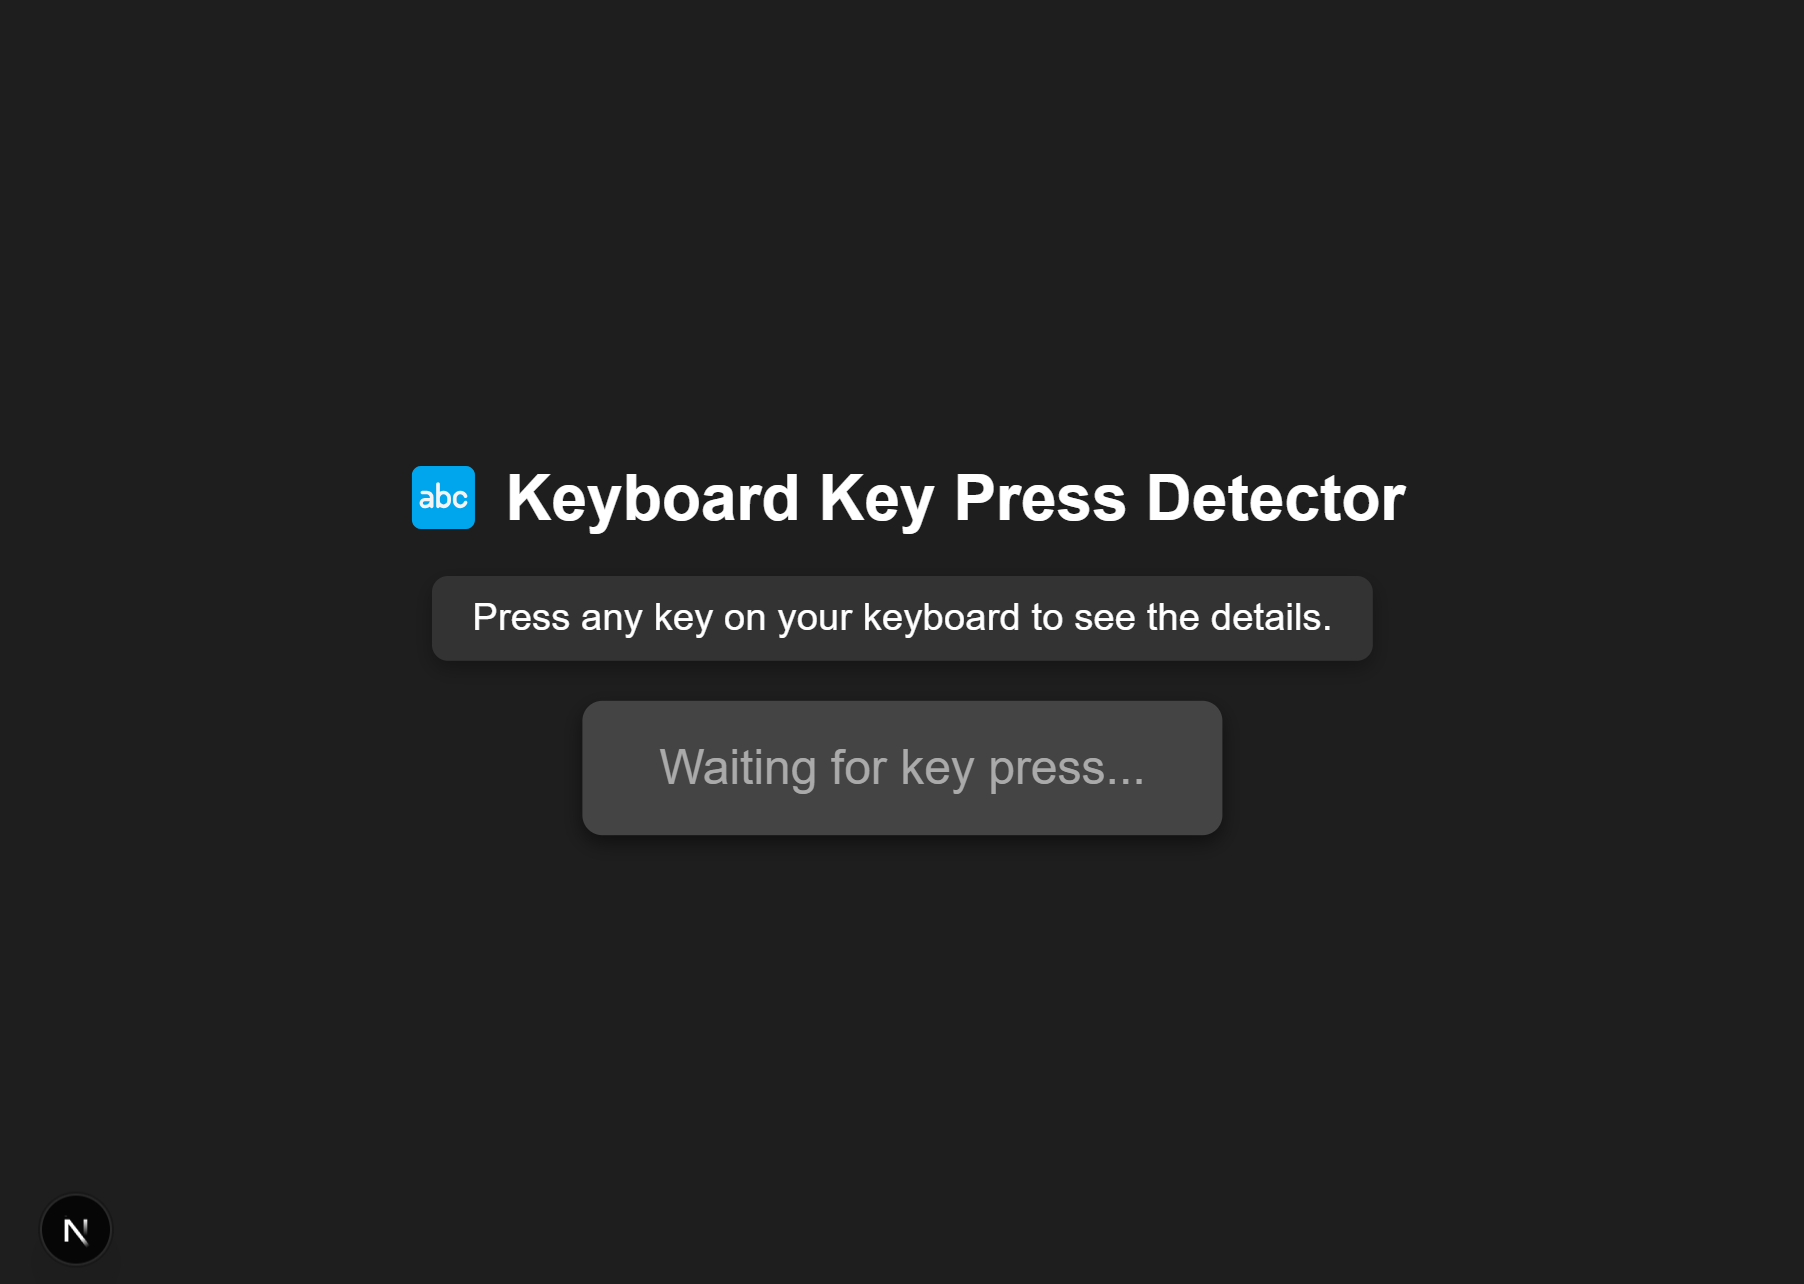 abc Keyboard Key Press Detector
Press any key on your keyboard to see the details.
Waiting for key press...
N